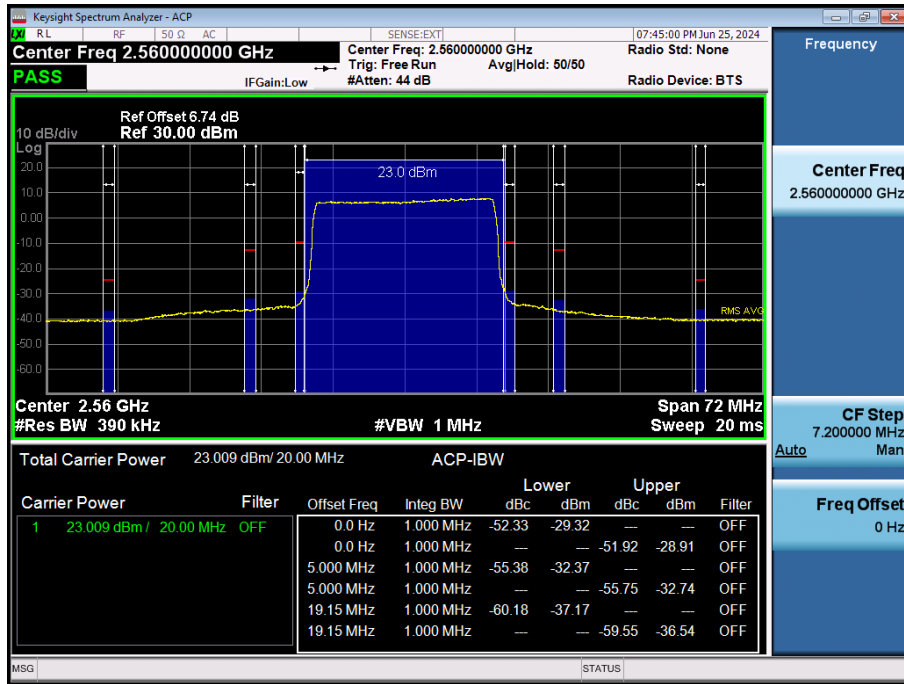 Keysight Spectrum Analyzer - ACP
LXI RL RF 50 Ω AC SENSE:EXT 07:45:00 PM Jun 25, 2024
Center Freq 2.560000000 GHz
Center Freq: 2.560000000 GHz
Radio Std: None
Trig: Free Run Avg|Hold: 50/50
PASS
IFGain:Low
#Atten: 44 dB
Radio Device: BTS
Frequency
Ref Offset 6.74 dB
10 dB/div Ref 30.00 dBm
Log
20.0
10.0
0.00
-10.0
-20.0
-30.0
-40.0
-50.0
-60.0
23.0 dBm
RMS AVG
Center 2.56 GHz Span 72 MHz
#Res BW 390 kHz #VBW 1 MHz Sweep 20 ms
Center Freq
2.560000000 GHz
CF Step
7.200000 MHz
Auto Man
Freq Offset
0 Hz
Total Carrier Power 23.009 dBm/ 20.00 MHz ACP-IBW
Lower Upper
Carrier Power Filter Offset Freq Integ BW dBc dBm dBc dBm Filter
1 23.009 dBm / 20.00 MHz OFF 0.0 Hz 1.000 MHz -52.33 -29.32 --- --- OFF
0.0 Hz 1.000 MHz --- --- -51.92 -28.91 OFF
5.000 MHz 1.000 MHz -55.38 -32.37 --- --- OFF
5.000 MHz 1.000 MHz --- --- -55.75 -32.74 OFF
19.15 MHz 1.000 MHz -60.18 -37.17 --- --- OFF
19.15 MHz 1.000 MHz --- --- -59.55 -36.54 OFF
MSG STATUS